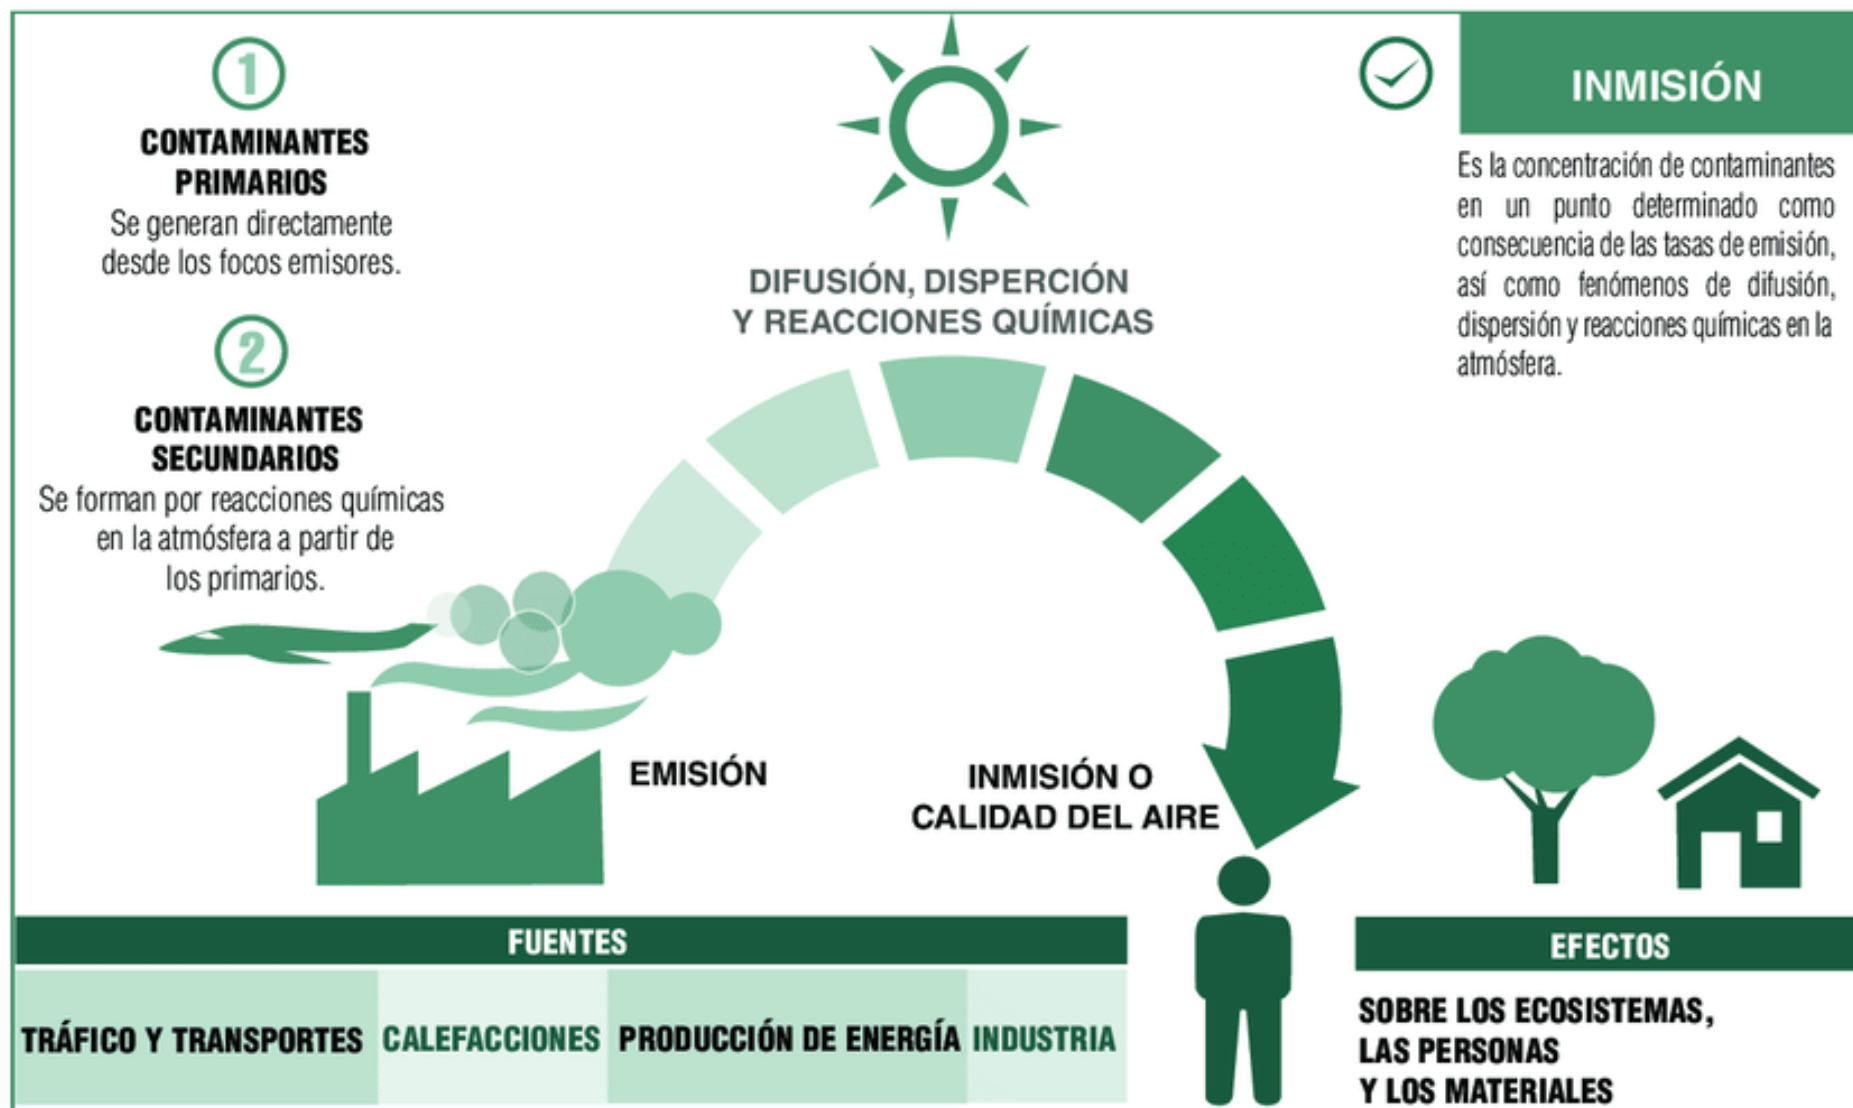 1
CONTAMINANTES
PRIMARIOS
Se generan directamente
desde los focos emisores.
2
CONTAMINANTES
SECUNDARIOS
Se forman por reacciones químicas
en la atmósfera a partir de
los primarios.
DIFUSIÓN, DISPERCIÓN
Y REACCIONES QUÍMICAS
INMISIÓN
Es la concentración de contaminantes
en un punto determinado como
consecuencia de las tasas de emisión,
así como fenómenos de difusión,
dispersión y reacciones químicas en la
atmósfera.
EMISIÓN
INMISIÓN O
CALIDAD DEL AIRE
FUENTES
TRÁFICO Y TRANSPORTES CALEFACCIONES PRODUCCIÓN DE ENERGÍA INDUSTRIA
EFECTOS
SOBRE LOS ECOSISTEMAS,
LAS PERSONAS
Y LOS MATERIALES